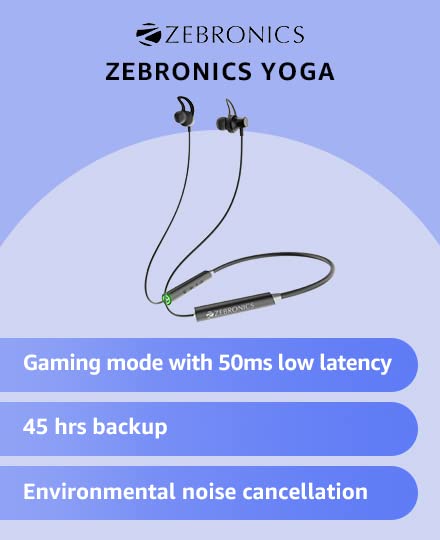 ZEBRONICS
ZEBRONICS YOGA
ZEBRONICS
Gaming mode with 50ms low latency
45 hrs backup
Environmental noise cancellation